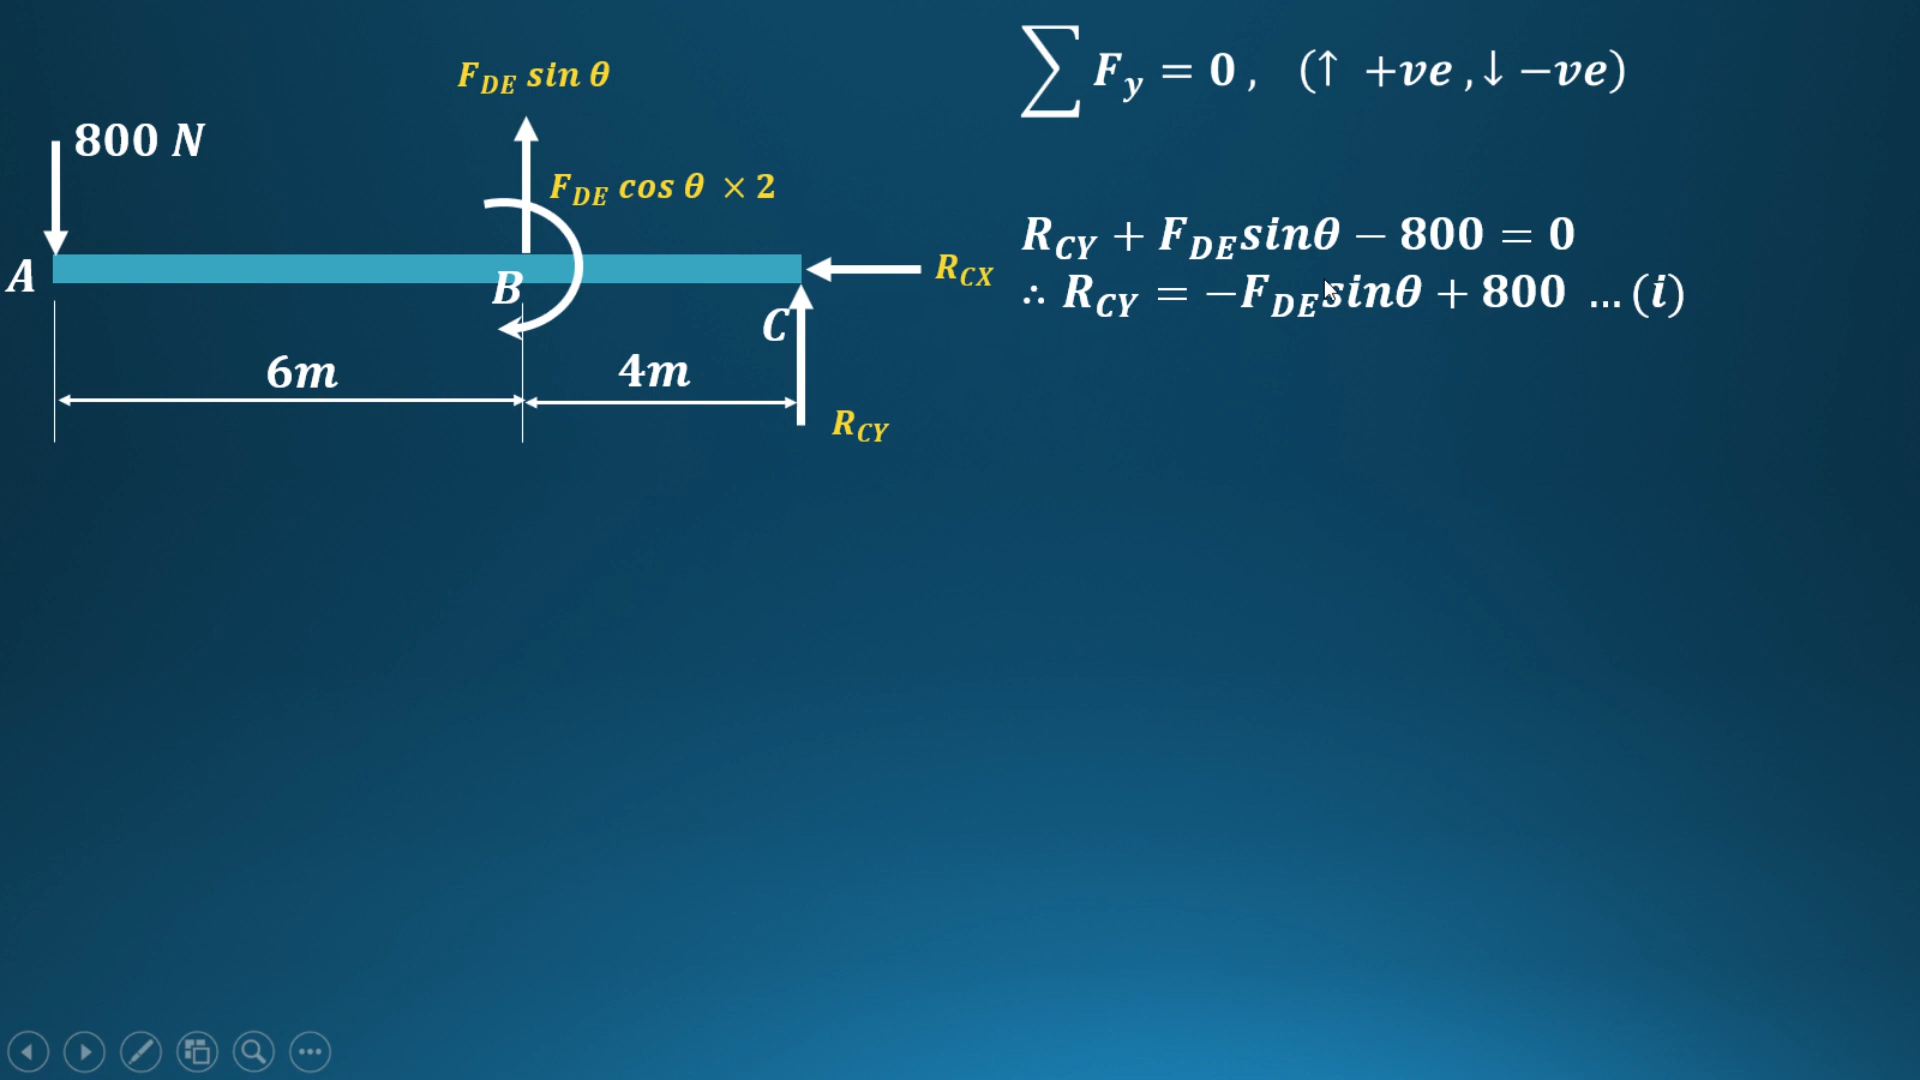 F_DE sin θ
800 N
F_DE cos θ × 2
A
B
R_CX
C
6m
4m
R_CY
∑ F_y = 0 , (↑ +ve ,↓ −ve)
R_CY + F_DE sinθ − 800 = 0
∴ R_CY = −F_DE sinθ + 800 ... (i)